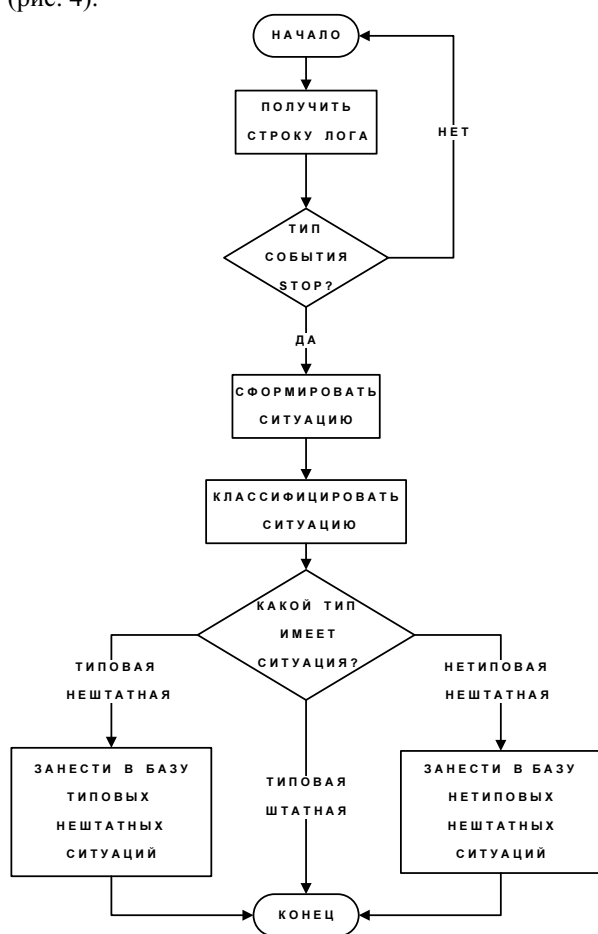 (рис. 4).
НАЧАЛО
ПОЛУЧИТЬ
СТРОКУ ЛОГА
НЕТ
ТИП
СОБЫТИЯ
STOP?
ДА
СФОРМИРОВАТЬ
СИТУАЦИЮ
КЛАССИФИЦИРОВАТЬ
СИТУАЦИЮ
КАКОЙ ТИП
ИМЕЕТ
СИТУАЦИЯ?
ТИПОВАЯ
НЕШТАТНАЯ
НЕТИПОВАЯ
НЕШТАТНАЯ
ТИПОВАЯ
ШТАТНАЯ
ЗАНЕСТИ В БАЗУ
ТИПОВЫХ
НЕШТАТНЫХ
СИТУАЦИЙ
ЗАНЕСТИ В БАЗУ
НЕТИПОВЫХ
НЕШТАТНЫХ
СИТУАЦИЙ
КОНЕЦ